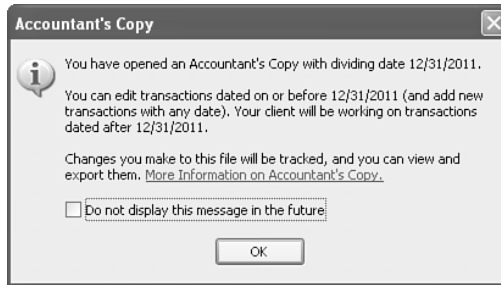 Accountant's Copy
You have opened an Accountant's Copy with dividing date 12/31/2011.
You can edit transactions dated on or before 12/31/2011 (and add new
transactions with any date). Your client will be working on transactions
dated after 12/31/2011.
Changes you make to this file will be tracked, and you can view and
export them. More Information on Accountant's Copy.
Do not display this message in the future
OK